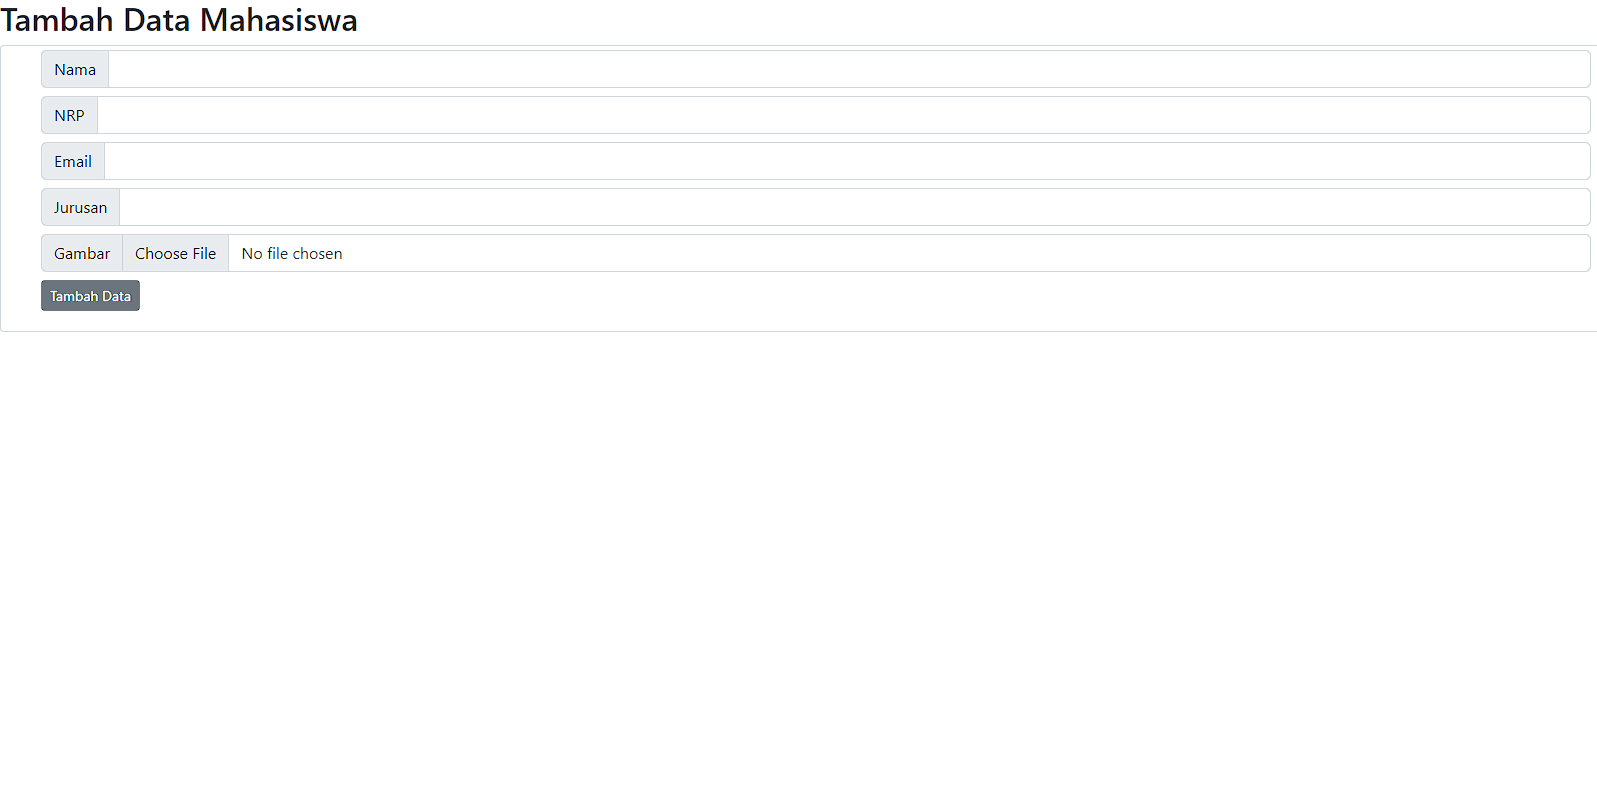 Tambah Data Mahasiswa
Nama
NRP
Email
Jurusan
Gambar Choose File No file chosen
Tambah Data